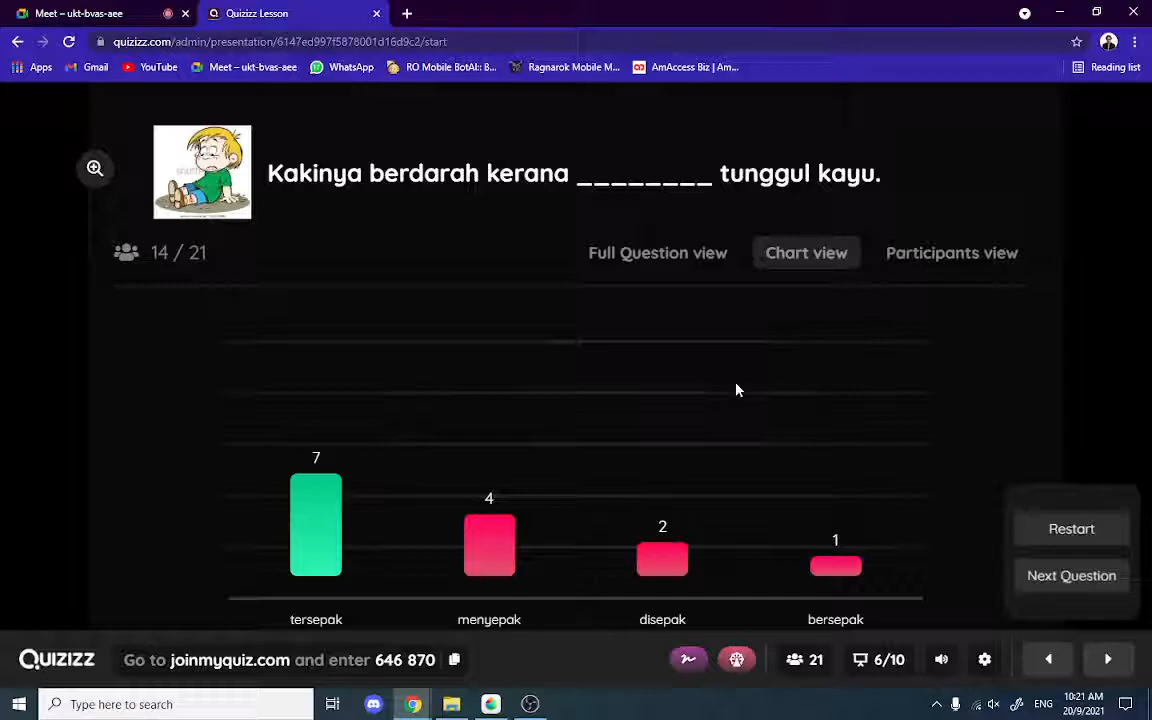 Meet – ukt-bvas-aee
Quizizz Lesson
quizizz.com/admin/presentation/6147ed997f5878001d16d9c2/start
Apps
Gmail
YouTube
Meet – ukt-bvas-aee
WhatsApp
RO Mobile BotAI:: B...
Ragnarok Mobile M...
AmAccess Biz | Am...
Reading list
Kakinya berdarah kerana ________ tunggul kayu.
14 / 21
Full Question view
Chart view
Participants view
7
4
2
1
tersepak
menyepak
disepak
bersepak
Restart
Next Question
Quizizz
Go to joinmyquiz.com and enter 646 870
21
6/10
Type here to search
ENG
10:21 AM
20/9/2021